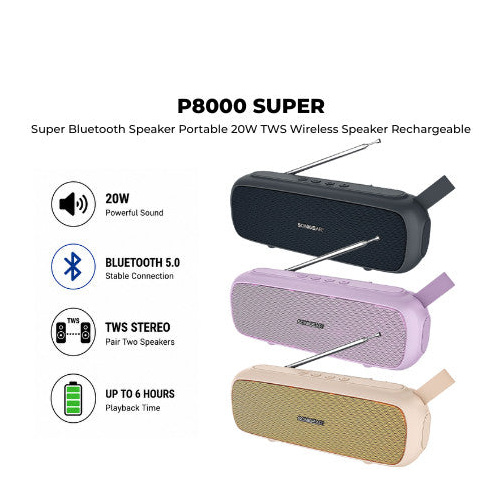 P8000 SUPER
Super Bluetooth Speaker Portable 20W TWS Wireless Speaker Rechargeable
20W
Powerful Sound
BLUETOOTH 5.0
Stable Connection
TWS
TWS STEREO
Pair Two Speakers
UP TO 6 HOURS
Playback Time